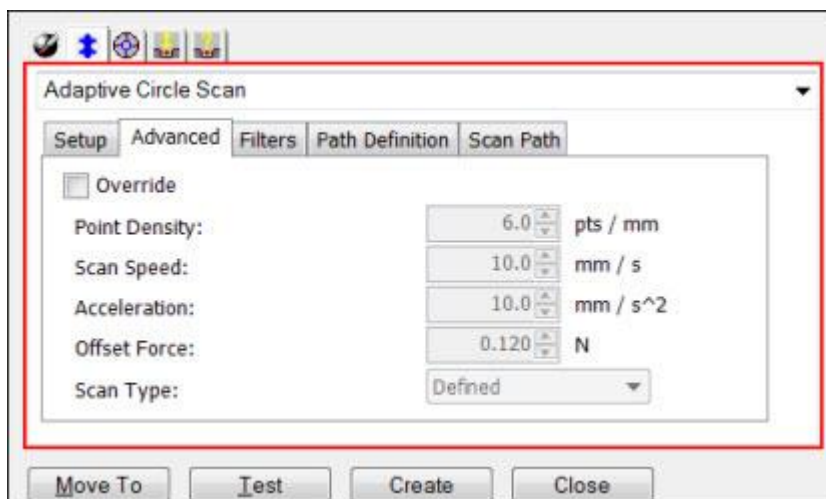 Adaptive Circle Scan
Setup Advanced Filters Path Definition Scan Path
Override
Point Density: 6.0 pts / mm
Scan Speed: 10.0 mm / s
Acceleration: 10.0 mm / s^2
Offset Force: 0.120 N
Scan Type: Defined
Move To Test Create Close